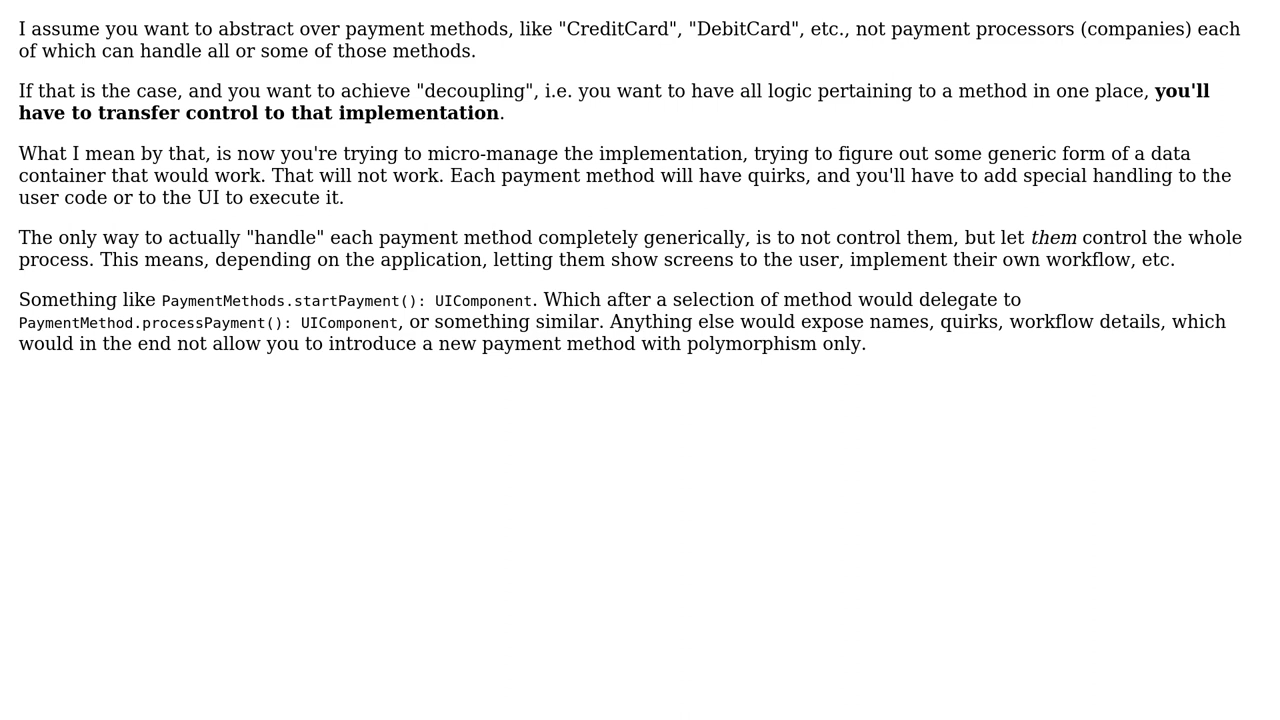 I assume you want to abstract over payment methods, like "CreditCard", "DebitCard", etc., not payment processors (companies) each
of which can handle all or some of those methods.
If that is the case, and you want to achieve "decoupling", i.e. you want to have all logic pertaining to a method in one place, you'll
have to transfer control to that implementation.
What I mean by that, is now you're trying to micro-manage the implementation, trying to figure out some generic form of a data
container that would work. That will not work. Each payment method will have quirks, and you'll have to add special handling to the
user code or to the UI to execute it.
The only way to actually "handle" each payment method completely generically, is to not control them, but let them control the whole
process. This means, depending on the application, letting them show screens to the user, implement their own workflow, etc.
Something like PaymentMethods.startPayment(): UIComponent. Which after a selection of method would delegate to
PaymentMethod.processPayment(): UIComponent, or something similar. Anything else would expose names, quirks, workflow details, which
would in the end not allow you to introduce a new payment method with polymorphism only.